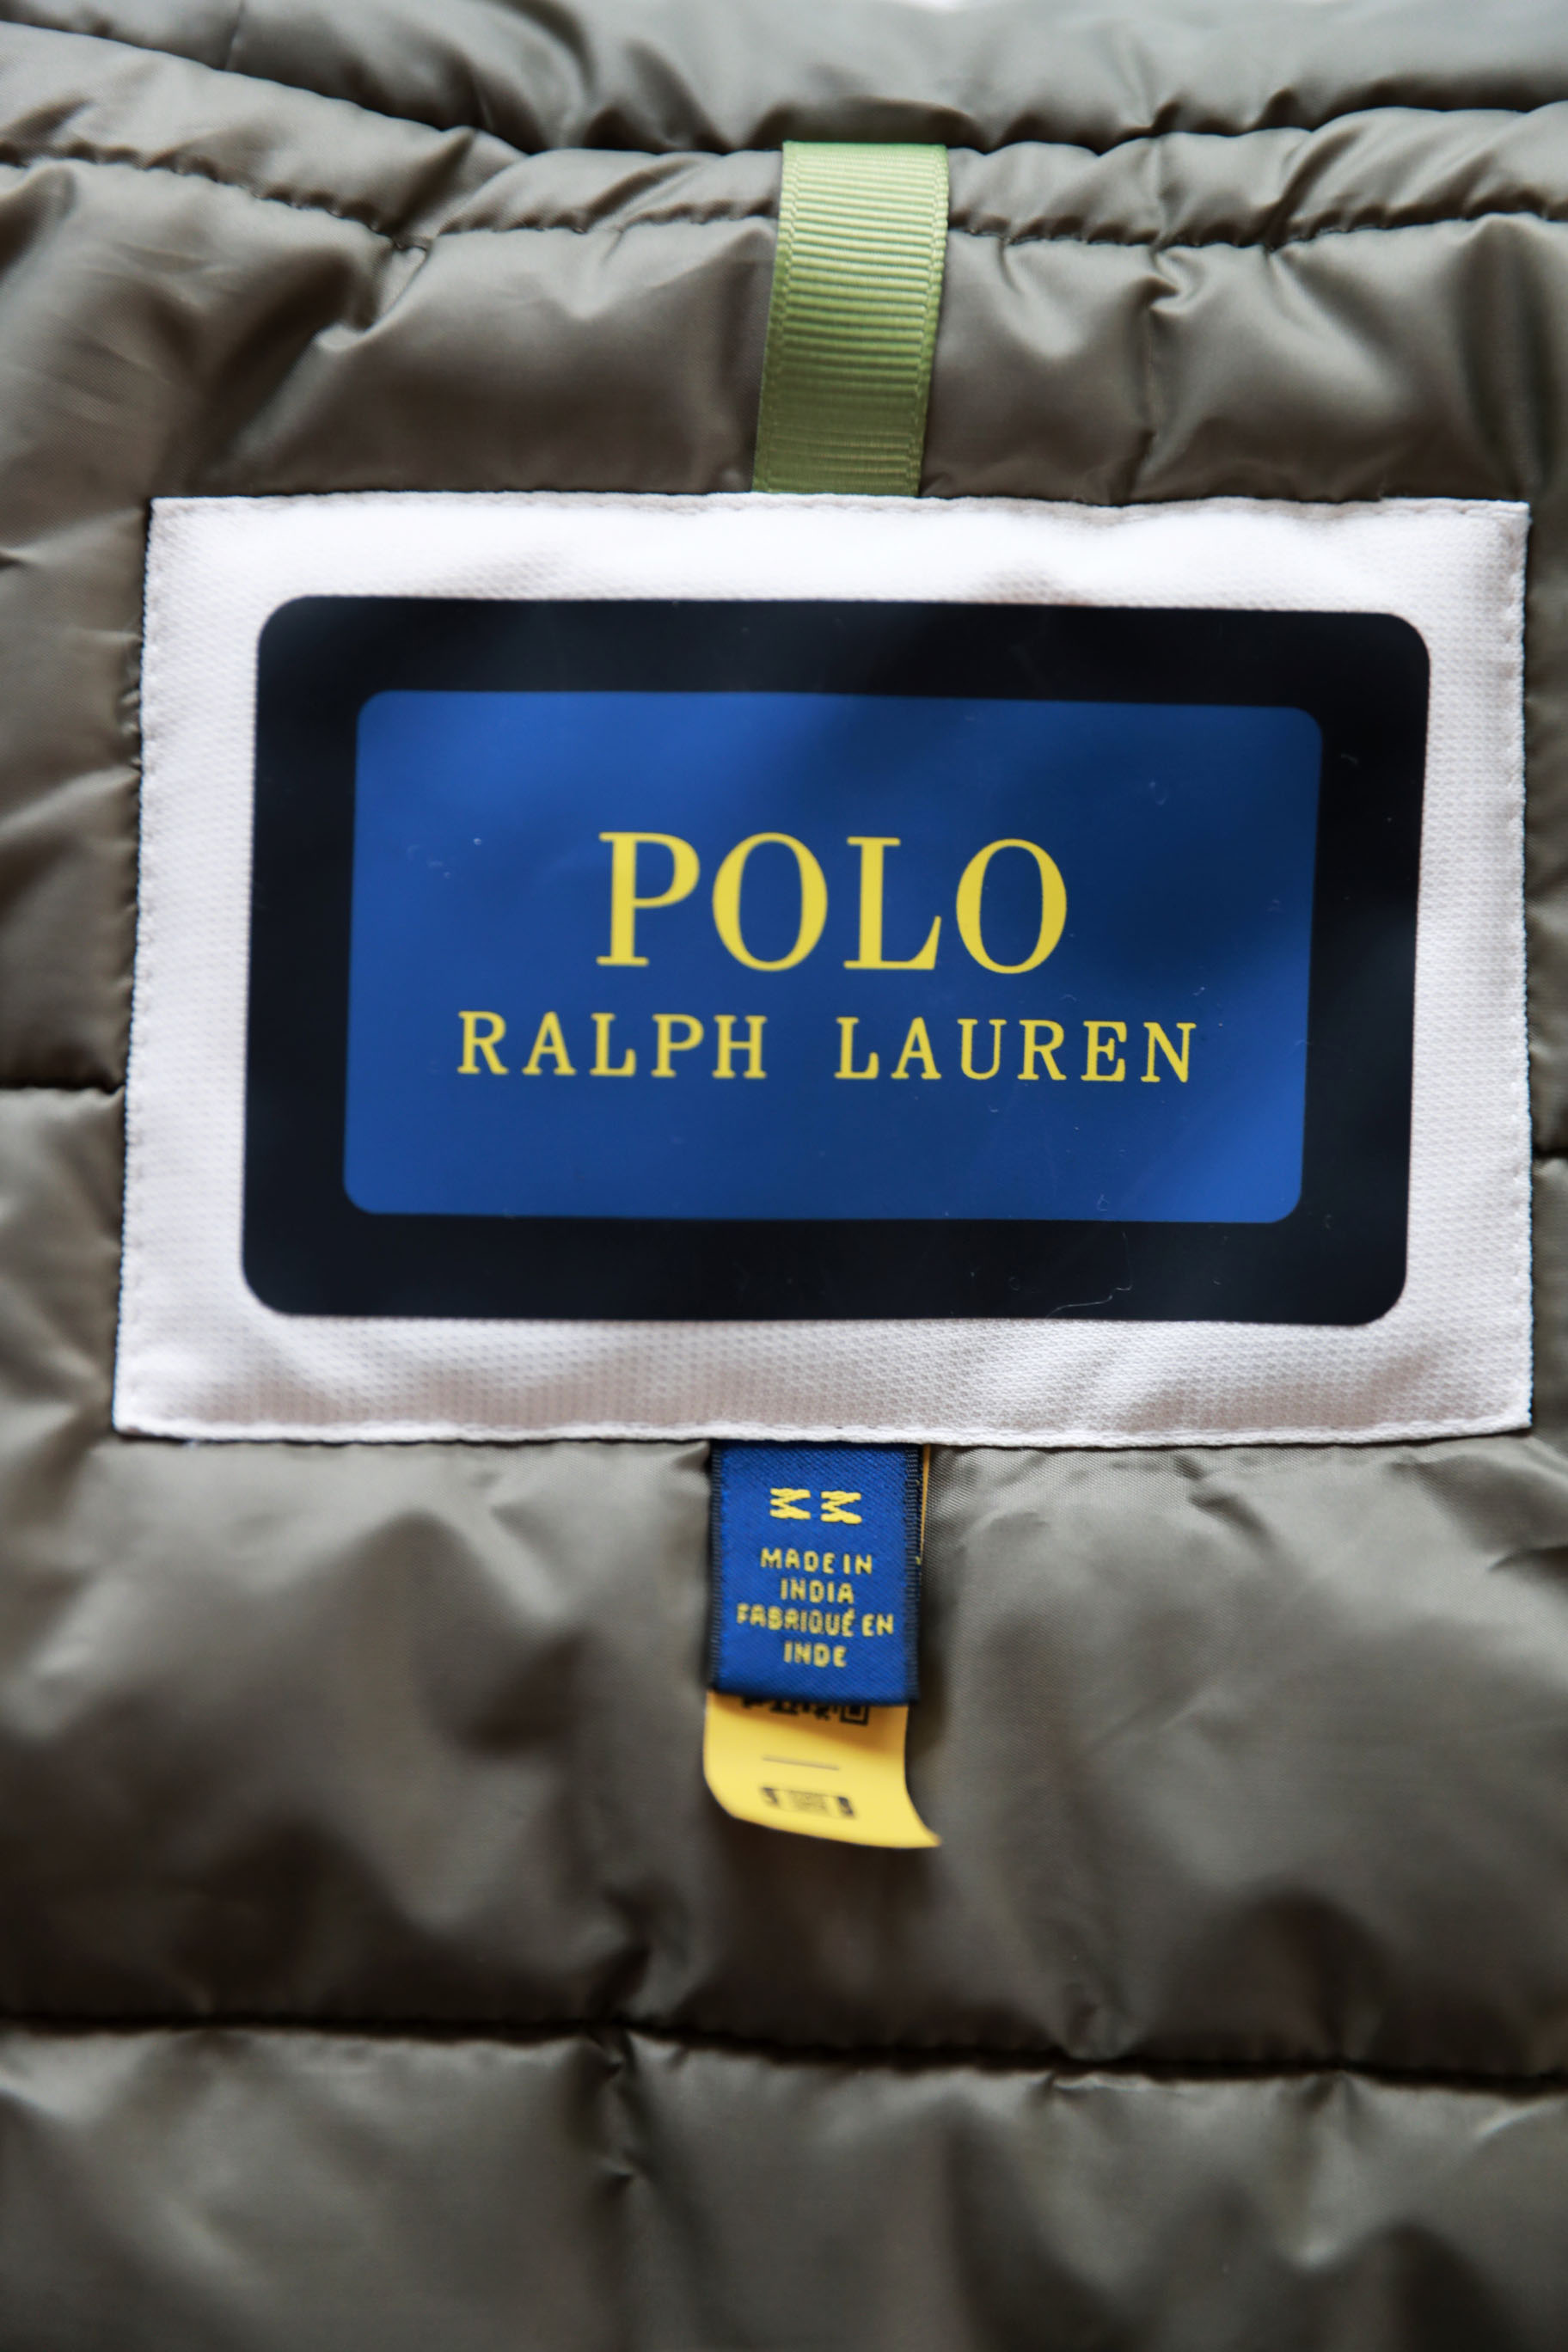 POLO
RALPH LAUREN
MADE IN
INDIA
FABRIQUÉ EN
INDE